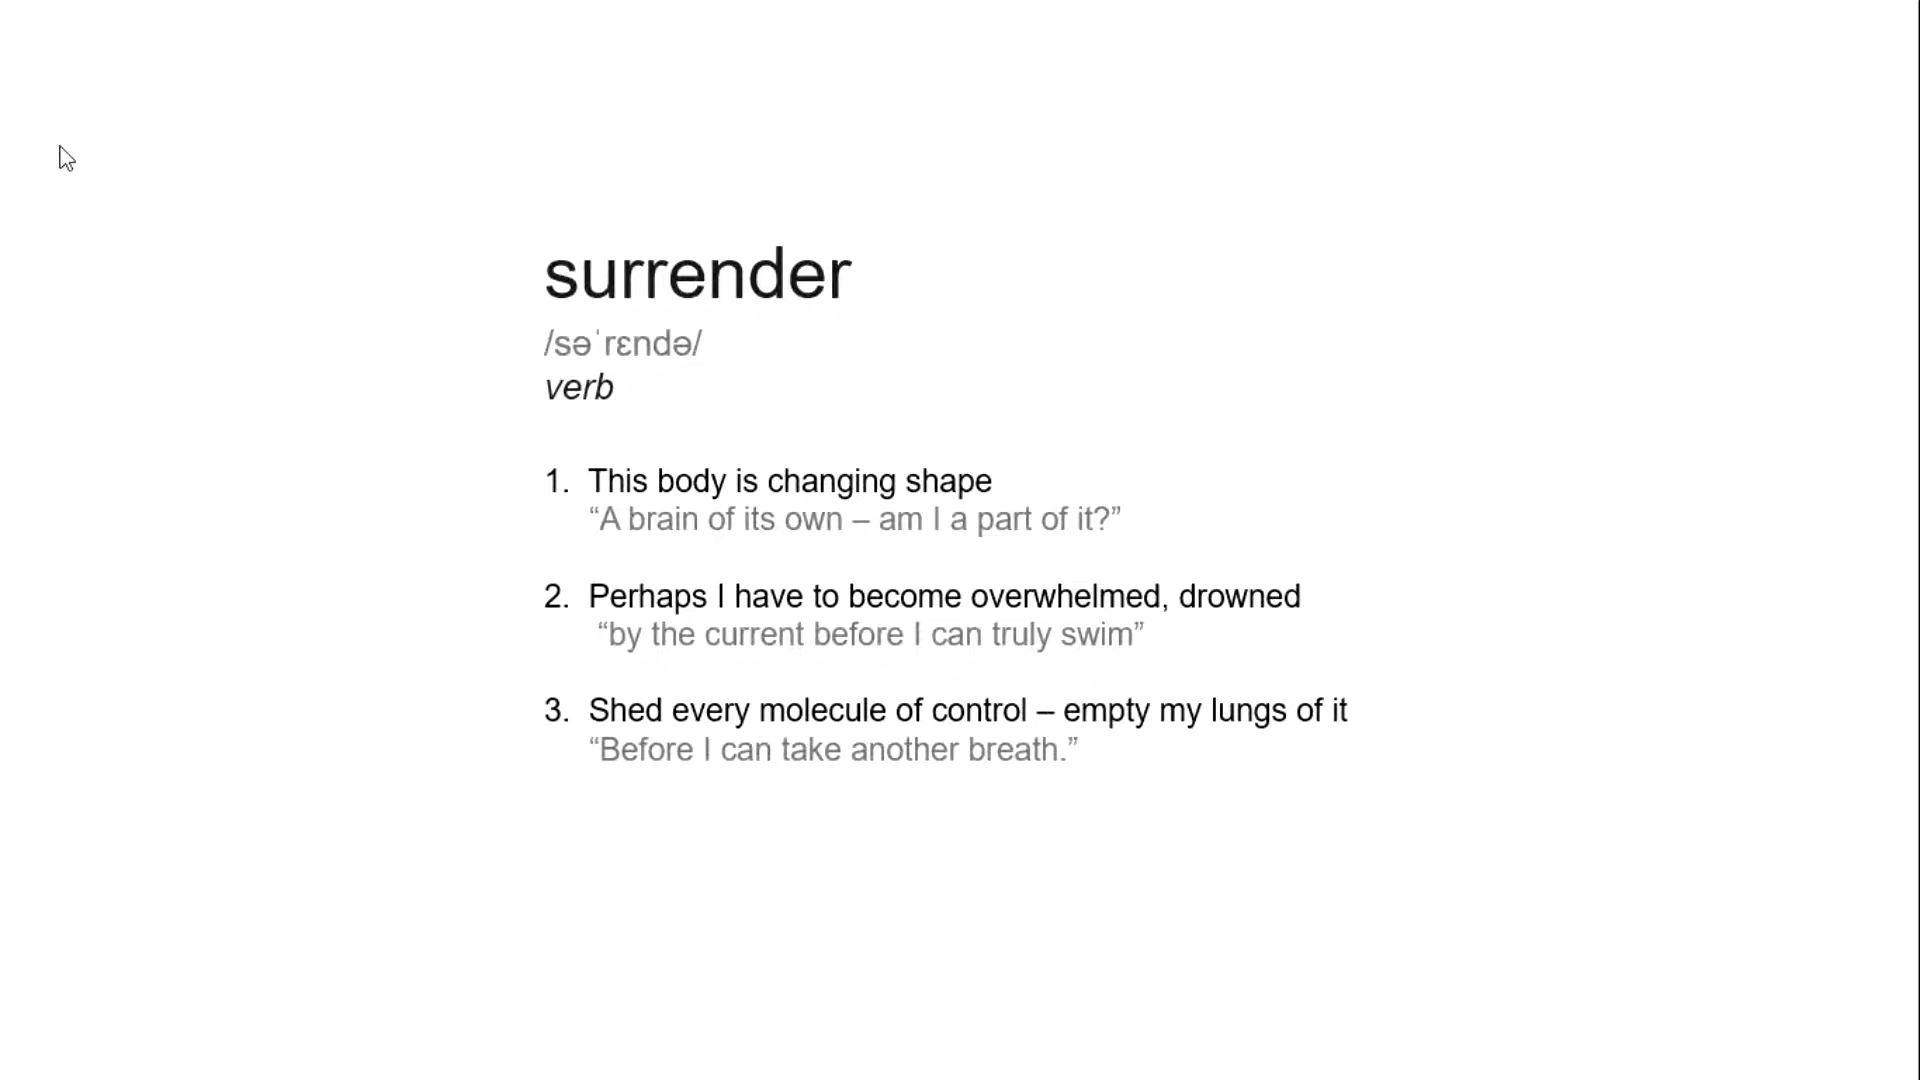 surrender
/səˈrɛndə/
verb
1. This body is changing shape
“A brain of its own – am I a part of it?”
2. Perhaps I have to become overwhelmed, drowned
“by the current before I can truly swim”
3. Shed every molecule of control – empty my lungs of it
“Before I can take another breath.”